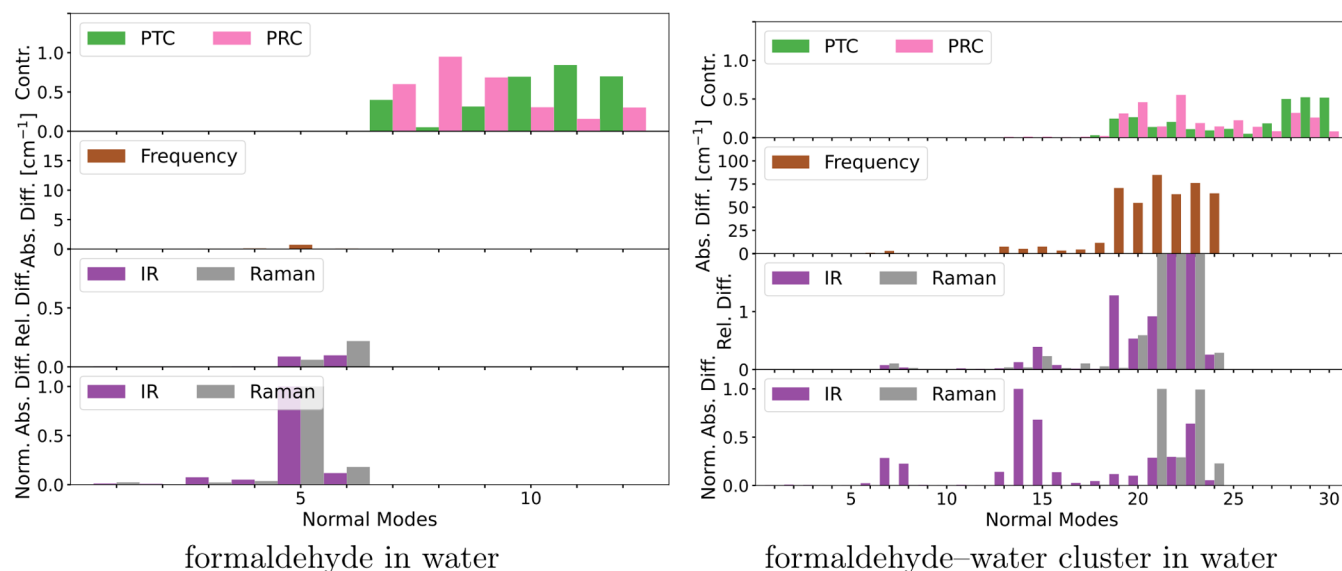 PTC PRC
Contr.
1.0
0.5
0.0
Frequency
Abs. Diff. [cm⁻¹]
15
10
5
0
IR Raman
Rel. Diff.
0.5
0.0
IR Raman
Norm. Abs. Diff.
1.0
0.5
0.0
5 10
Normal Modes
formaldehyde in water
PTC PRC
Contr.
1.0
0.5
0.0
Frequency
Abs. Diff. [cm⁻¹]
100
75
50
25
0
IR Raman
Rel. Diff.
1
0
IR Raman
Norm. Abs. Diff.
1.0
0.5
0.0
5 10 15 20 25 30
Normal Modes
formaldehyde–water cluster in water